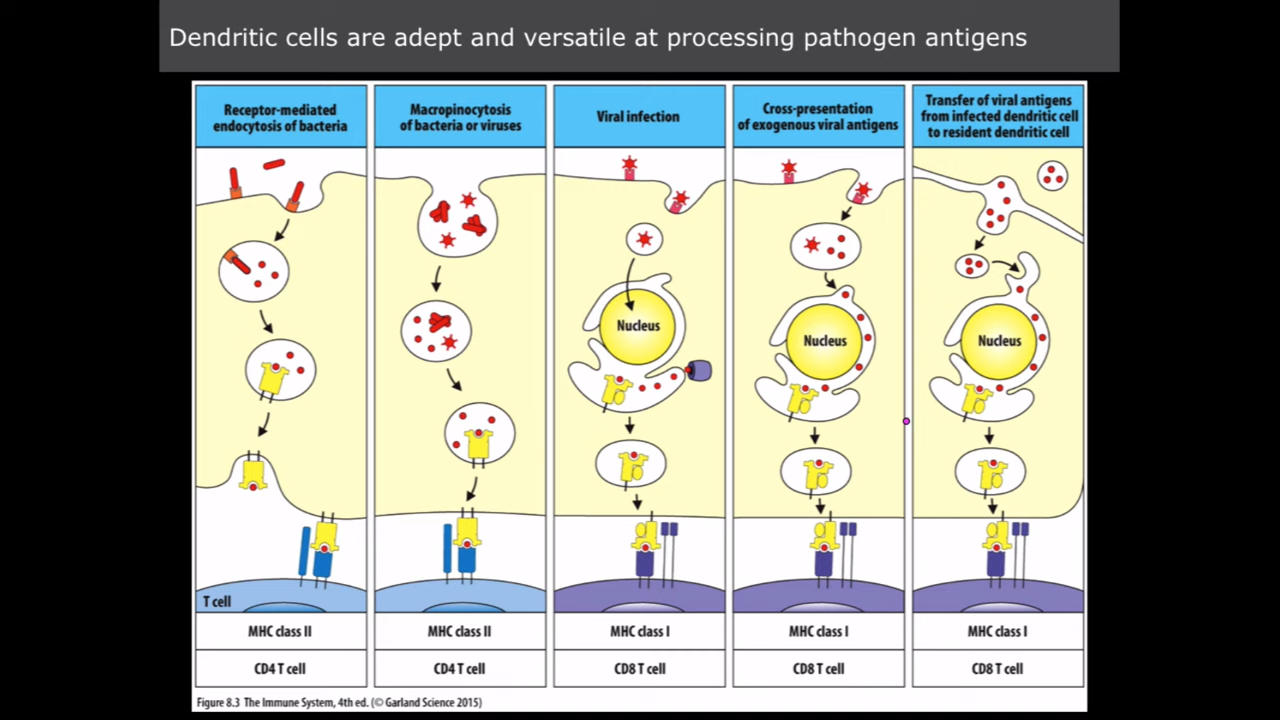 Dendritic cells are adept and versatile at processing pathogen antigens
Receptor-mediated
endocytosis of bacteria
Macropinocytosis
of bacteria or viruses
Viral infection
Cross-presentation
of exogenous viral antigens
Transfer of viral antigens
from infected dendritic cell
to resident dendritic cell
Nucleus
Nucleus
Nucleus
T cell
MHC class II
MHC class II
MHC class I
MHC class I
MHC class I
CD4 T cell
CD4 T cell
CD8 T cell
CD8 T cell
CD8 T cell
Figure 8.3 The Immune System, 4th ed. (© Garland Science 2015)